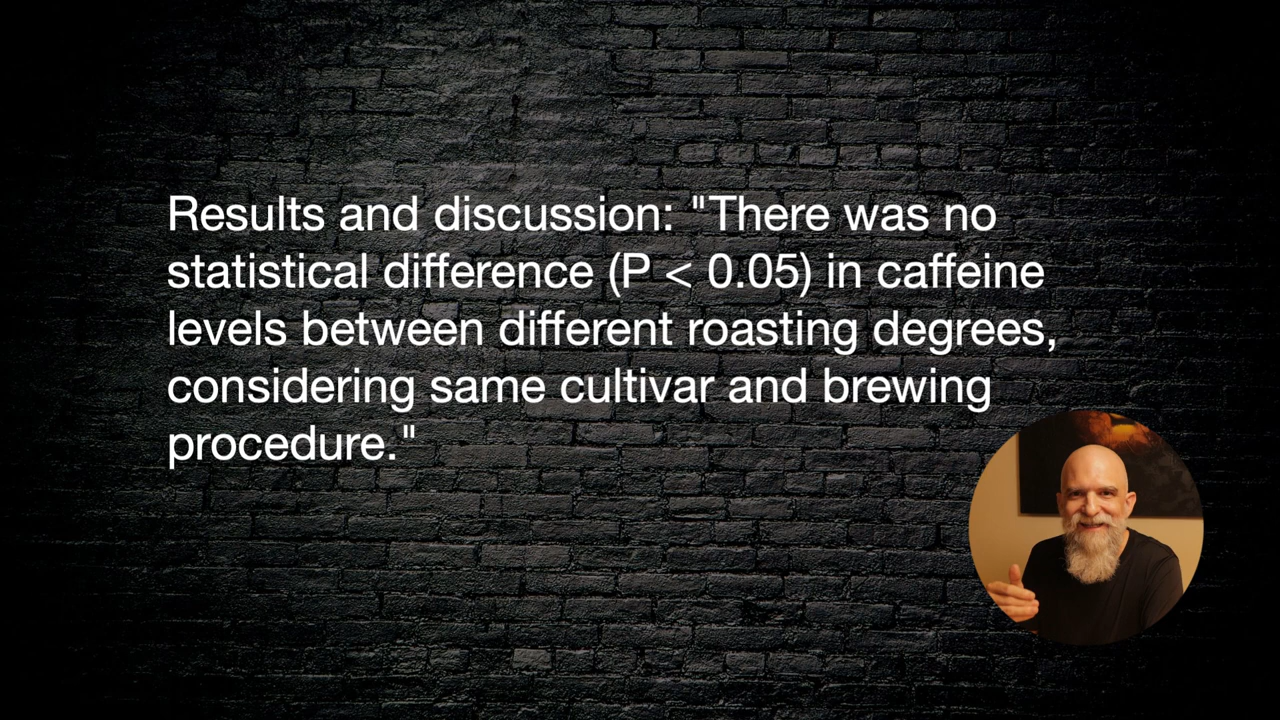 Results and discussion: "There was no
statistical difference (P < 0.05) in caffeine
levels between different roasting degrees,
considering same cultivar and brewing
procedure."